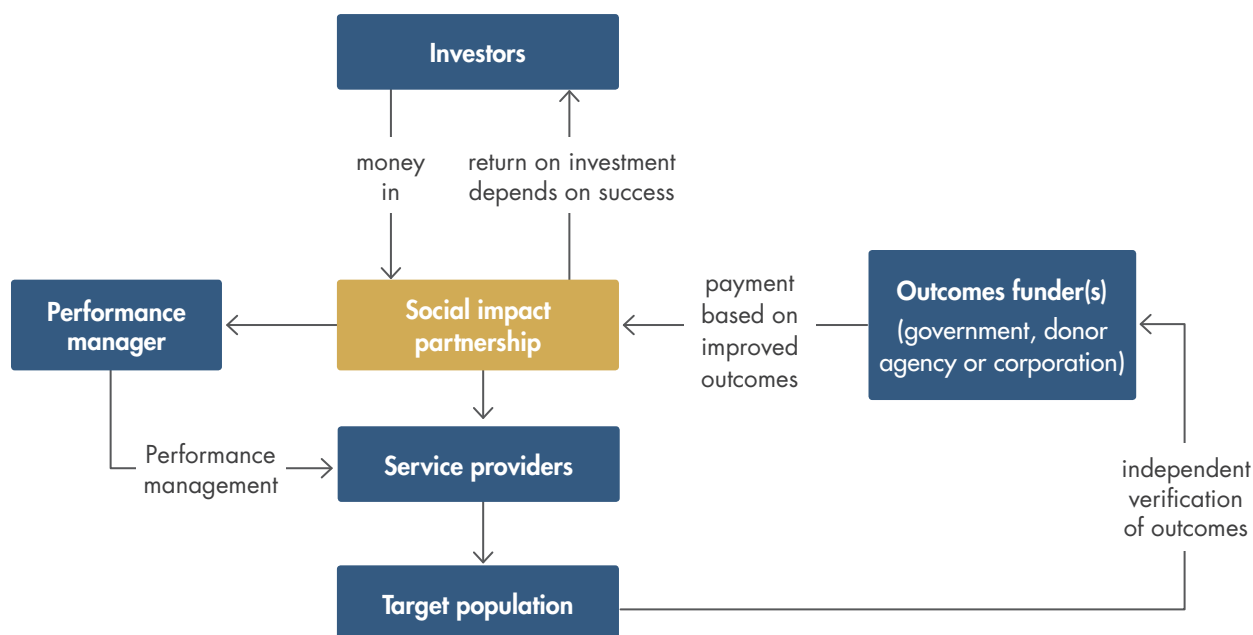 Investors
money
in
return on investment
depends on success
Performance
manager
Social impact
partnership
payment
based on
improved
outcomes
Outcomes funder(s)
(government, donor
agency or corporation)
Performance
management
Service providers
independent
verification
of outcomes
Target population